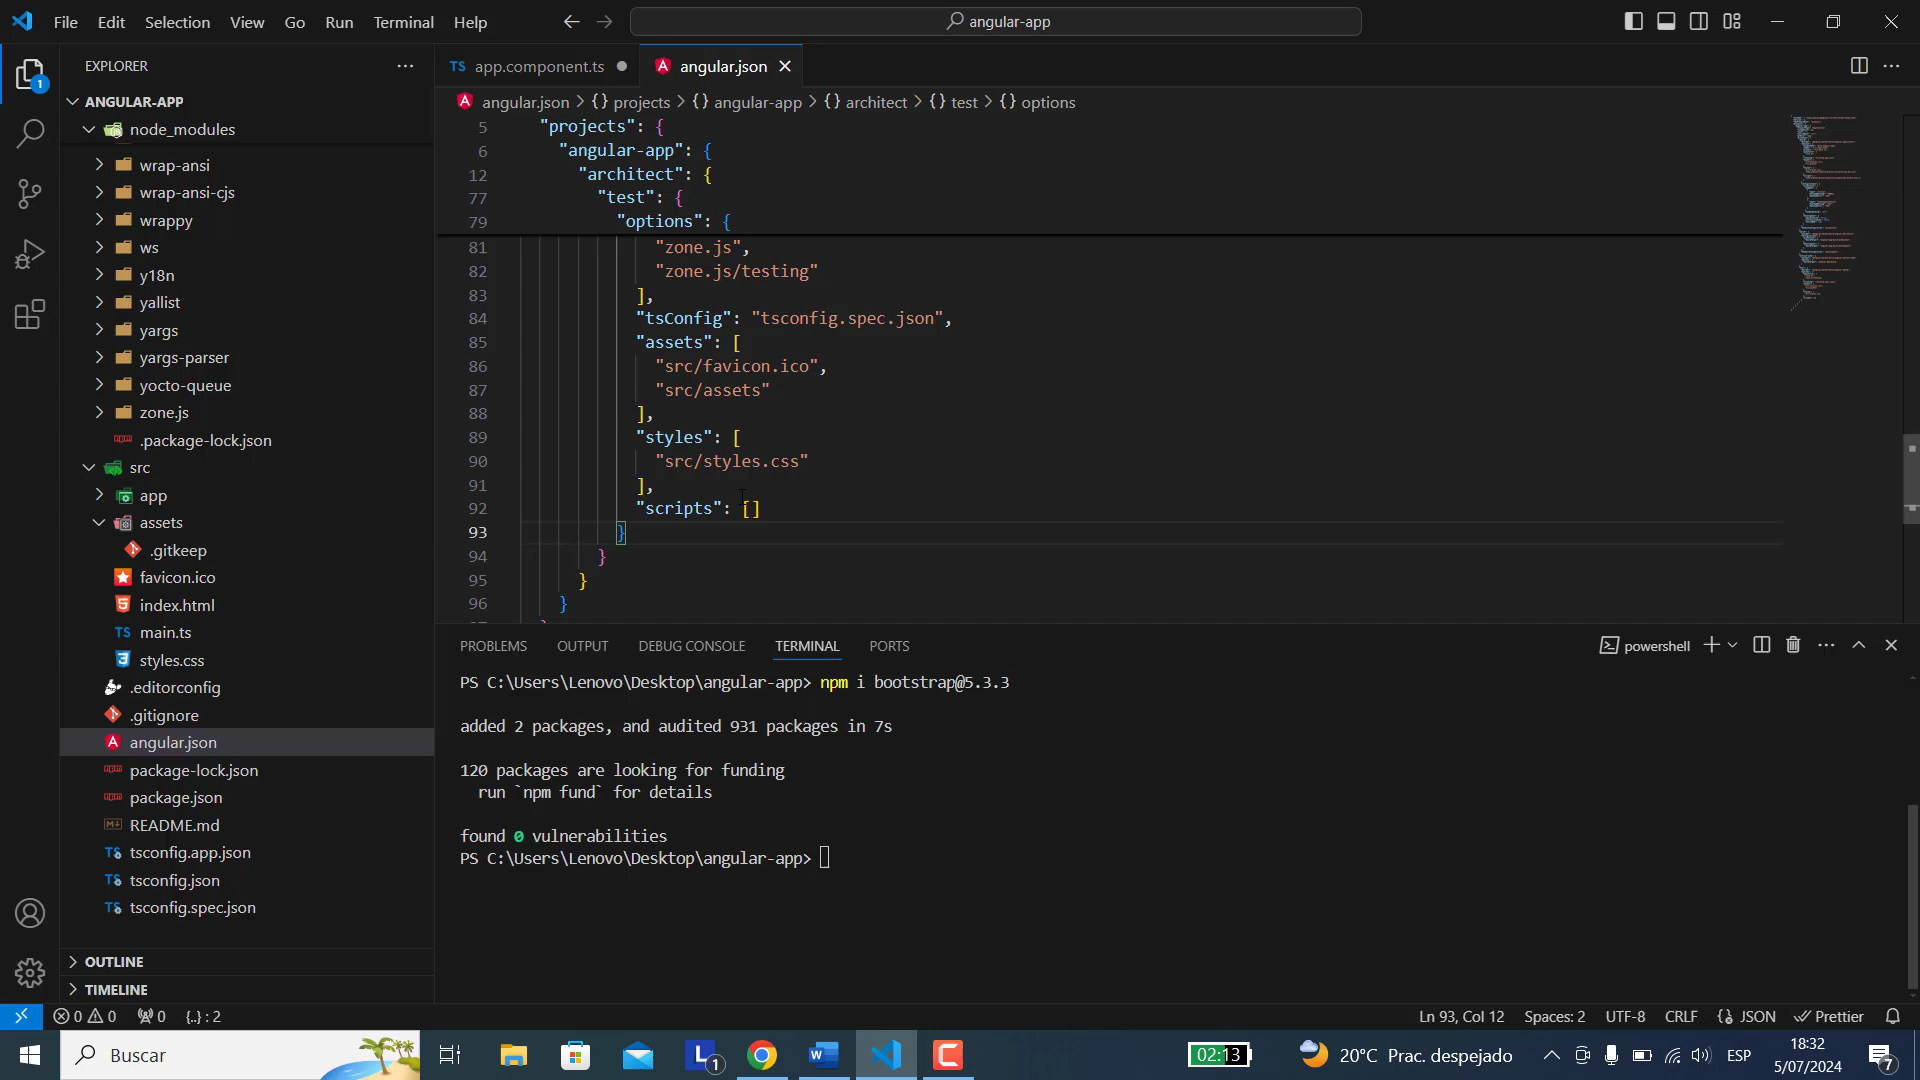 File Edit Selection View Go Run Terminal Help
angular-app
EXPLORER
1
ANGULAR-APP
node_modules
wrap-ansi
wrap-ansi-cjs
wrappy
ws
y18n
yallist
yargs
yargs-parser
yocto-queue
zone.js
.package-lock.json
src
app
assets
.gitkeep
favicon.ico
index.html
TS main.ts
styles.css
.editorconfig
.gitignore
angular.json
package-lock.json
package.json
README.md
tsconfig.app.json
tsconfig.json
tsconfig.spec.json
OUTLINE
TIMELINE
TS app.component.ts
angular.json
angular.json > {} projects > {} angular-app > {} architect > {} test > {} options
5 "projects": {
6 "angular-app": {
12 "architect": {
77 "test": {
79 "options": {
81 "zone.js",
82 "zone.js/testing"
83 ],
84 "tsConfig": "tsconfig.spec.json",
85 "assets": [
86 "src/favicon.ico",
87 "src/assets"
88 ],
89 "styles": [
90 "src/styles.css"
91 ],
92 "scripts": []
93 }
94 }
95 }
96 }
PROBLEMS OUTPUT DEBUG CONSOLE TERMINAL PORTS
powershell
PS C:\Users\Lenovo\Desktop\angular-app> npm i bootstrap@5.3.3
added 2 packages, and audited 931 packages in 7s
120 packages are looking for funding
run `npm fund` for details
found 0 vulnerabilities
PS C:\Users\Lenovo\Desktop\angular-app>
0 0 0 {..} : 2
Ln 93, Col 12 Spaces: 2 UTF-8 CRLF JSON Prettier
Buscar
L 1
02:13
20°C Prac. despejado
ESP
18:32
5/07/2024
7